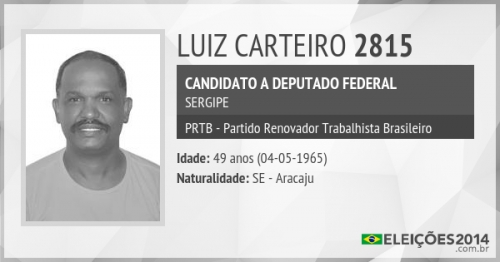 LUIZ CARTEIRO 2815
CANDIDATO A DEPUTADO FEDERAL
SERGIPE
PRTB - Partido Renovador Trabalhista Brasileiro
Idade: 49 anos (04-05-1965)
Naturalidade: SE - Aracaju
ELEIÇÕES2014
.com.br